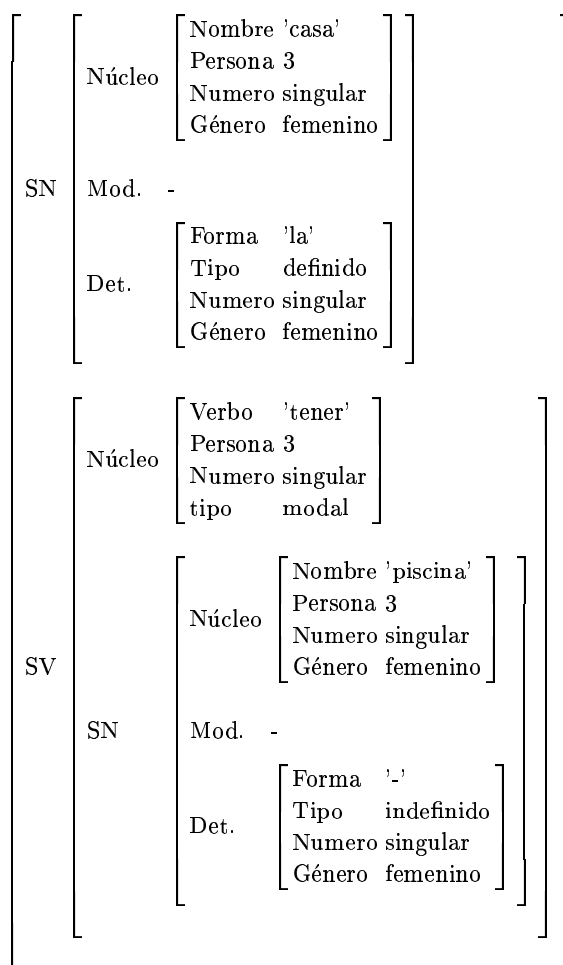 Nombre 'casa'
Persona 3
Núcleo
Numero singular
Género femenino
SN Mod. -
Forma 'la'
Tipo definido
Det.
Numero singular
Género femenino
Verbo 'tener'
Persona 3
Núcleo
Numero singular
tipo modal
Nombre 'piscina'
Persona 3
Núcleo
Numero singular
Género femenino
SV
SN Mod. -
Forma '-'
Tipo indefinido
Det.
Numero singular
Género femenino